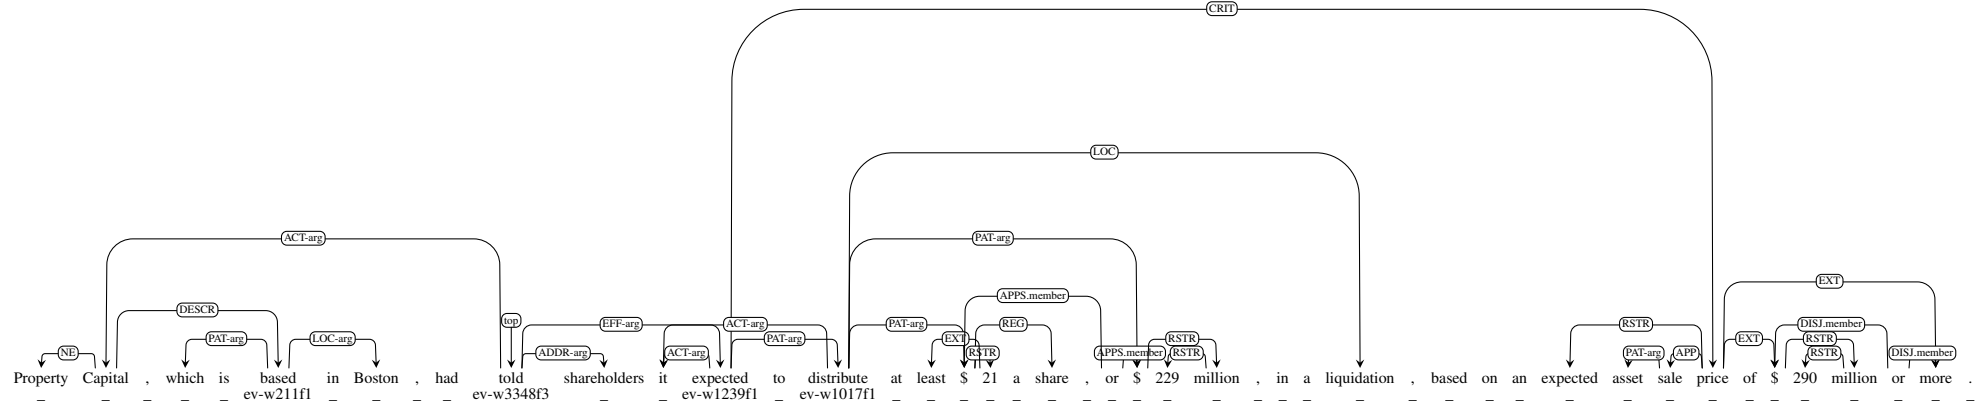 CRIT
LOC
ACT-arg PAT-arg
EXT
APPS.member
DESCR top EFF-arg ACT-arg PAT-arg REG RSTR DISJ.member
PAT-arg LOC-arg PAT-arg EXT RSTR EXT RSTR
NE ADDR-arg ACT-arg RSTR APPS.member RSTR PAT-arg APP RSTR DISJ.member
Property Capital , which is based in Boston , had told shareholders it expected to distribute at least $ 21 a share , or $ 229 million , in a liquidation , based on an expected asset sale price of $ 290 million or more .
_ _ _ _ _ ev-w211f1 _ _ _ _ ev-w3348f3 _ _ ev-w1239f1 _ ev-w1017f1 _ _ _ _ _ _ _ _ _ _ _ _ _ _ _ _ _ _ _ _ _ _ _ _ _ _ _ _ _ _